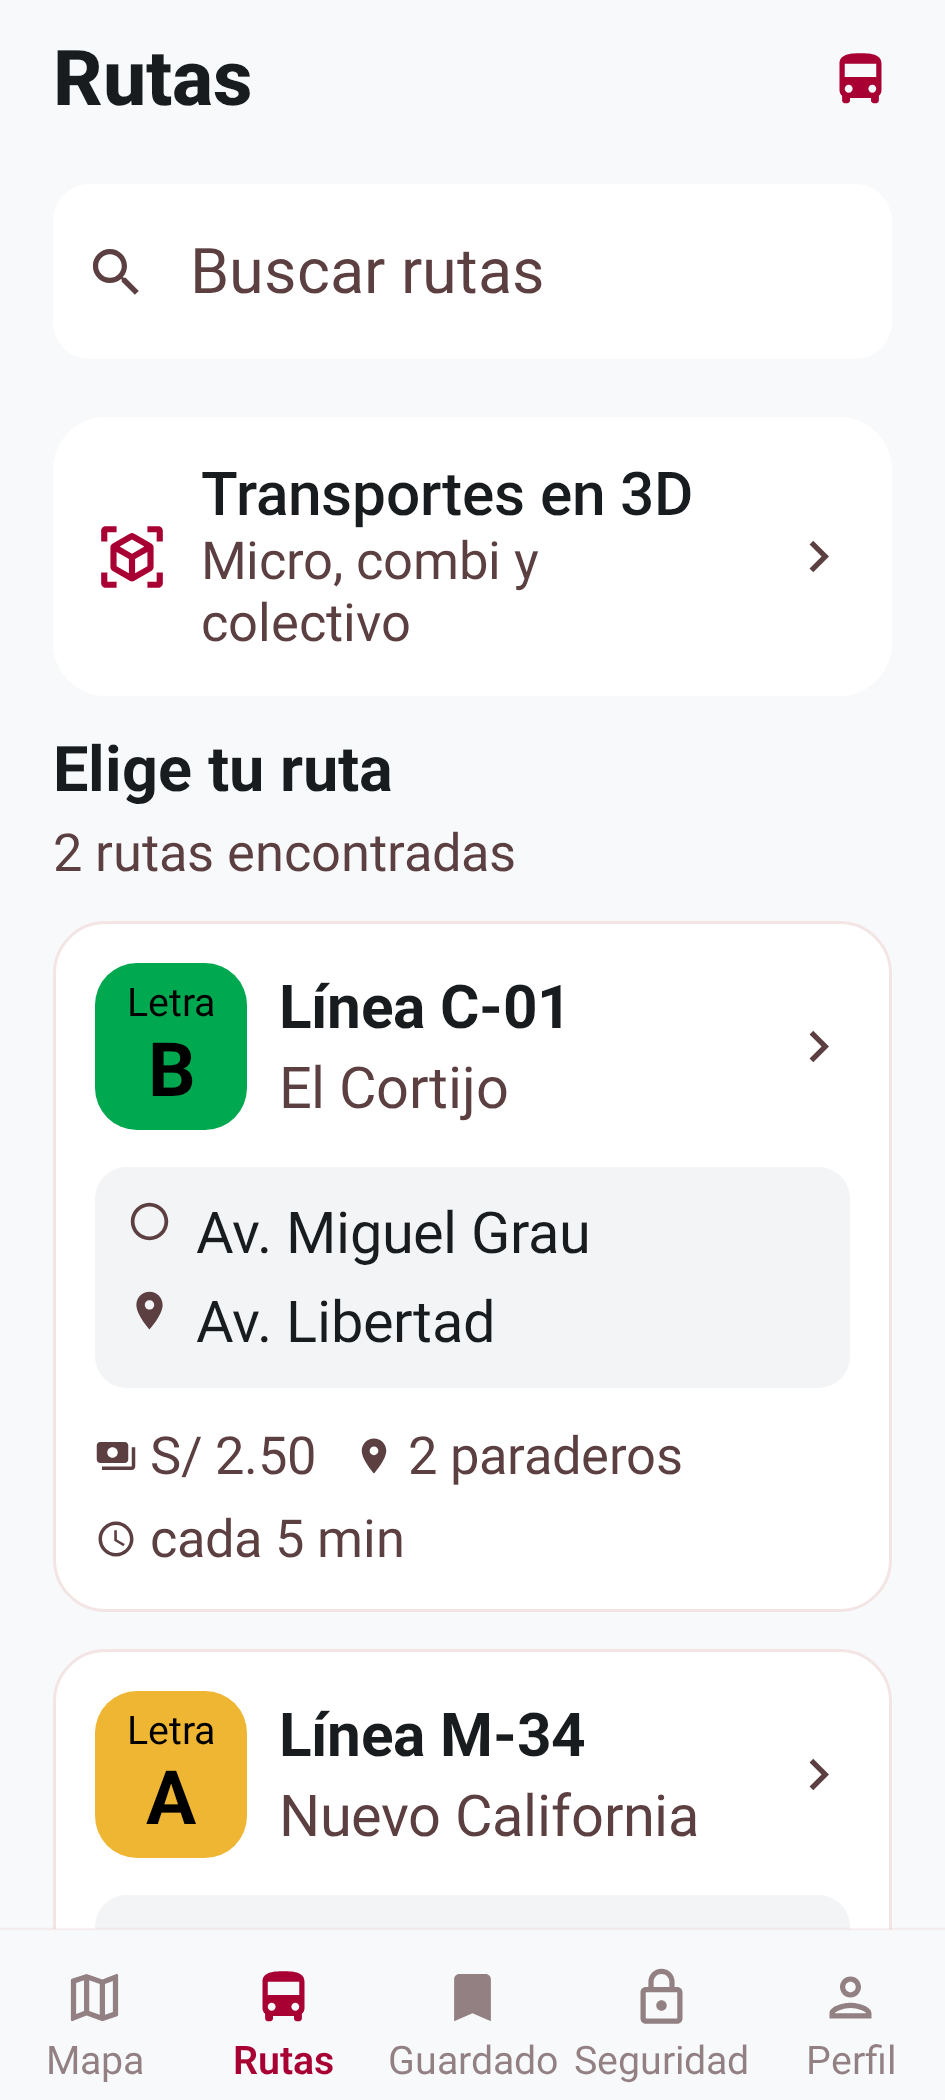 Rutas
Buscar rutas
Transportes en 3D
Micro, combi y
colectivo
Elige tu ruta
2 rutas encontradas
Letra
B
Línea C-01
El Cortijo
Av. Miguel Grau
Av. Libertad
S/ 2.50
2 paraderos
cada 5 min
Letra
A
Línea M-34
Nuevo California
Mapa
Rutas
Guardado
Seguridad
Perfil